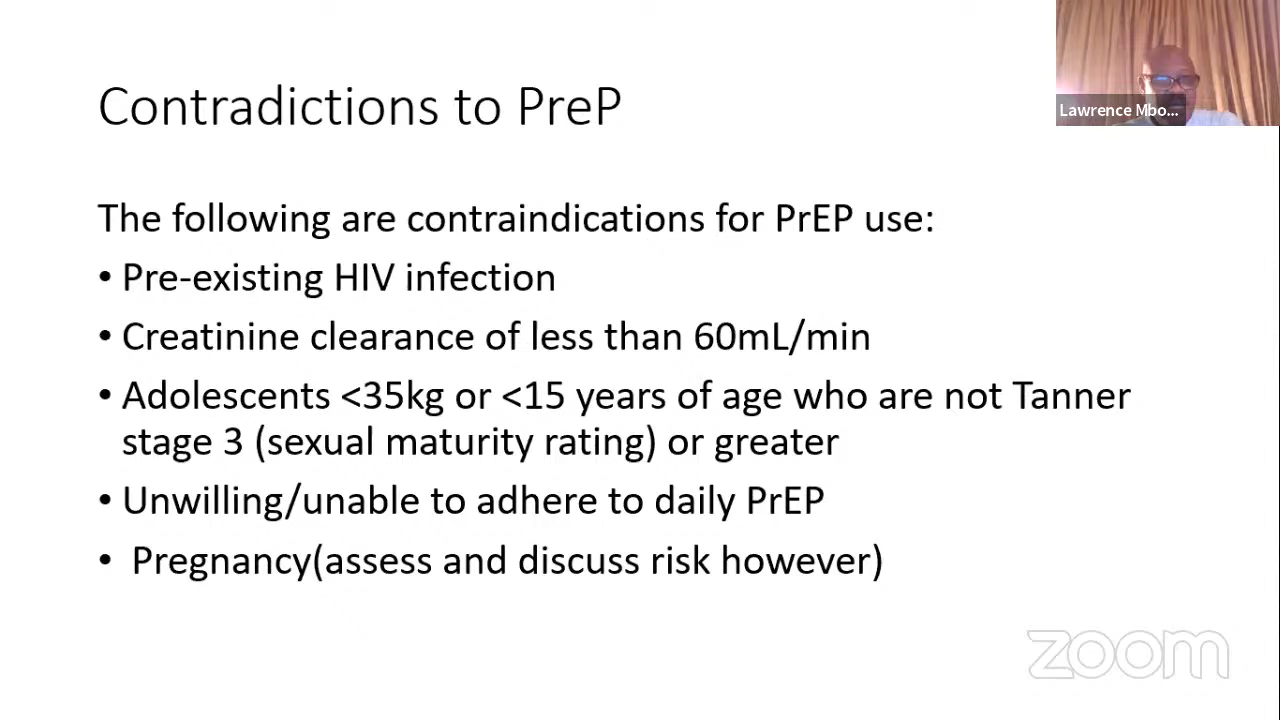 Contradictions to PreP
Lawrence Mbo...
The following are contraindications for PrEP use:
• Pre-existing HIV infection
• Creatinine clearance of less than 60mL/min
• Adolescents <35kg or <15 years of age who are not Tanner
stage 3 (sexual maturity rating) or greater
• Unwilling/unable to adhere to daily PrEP
• Pregnancy(assess and discuss risk however)
zoom